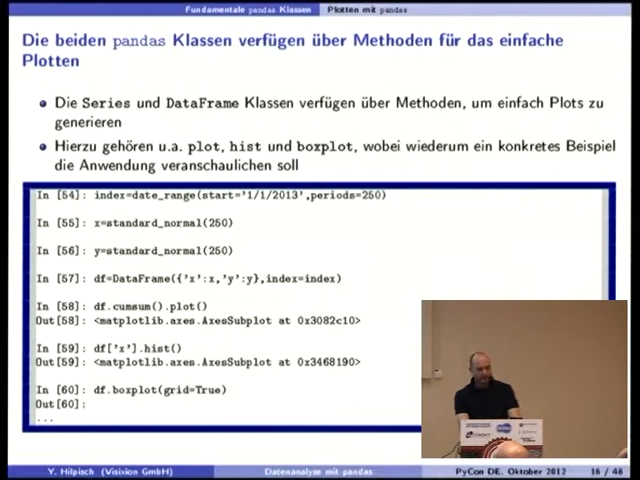 Fundamentale pandas Klassen Plotten mit pandas
Die beiden pandas Klassen verfügen über Methoden für das einfache
Plotten
Die Series und DataFrame Klassen verfügen über Methoden, um einfach Plots zu
generieren
Hierzu gehören u.a. plot, hist und boxplot, wobei wiederum ein konkretes Beispiel
die Anwendung veranschaulichen soll
In [54]: index=date_range(start='1/1/2013',periods=250)
In [55]: x=standard_normal(250)
In [56]: y=standard_normal(250)
In [57]: df=DataFrame({'x':x,'y':y},index=index)
In [58]: df.cumsum().plot()
Out[58]: <matplotlib.axes.AxesSubplot at 0x3082c10>
In [59]: df['x'].hist()
Out[59]: <matplotlib.axes.AxesSubplot at 0x3468190>
In [60]: df.boxplot(grid=True)
Out[60]:
...
Y. Hilpisch (Visixion GmbH) Datenanalyse mit pandas PyCon DE, Oktober 2012 16 / 48